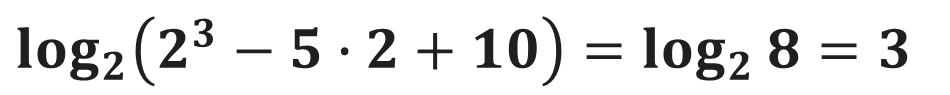 log₂(2³ − 5 · 2 + 10) = log₂ 8 = 3